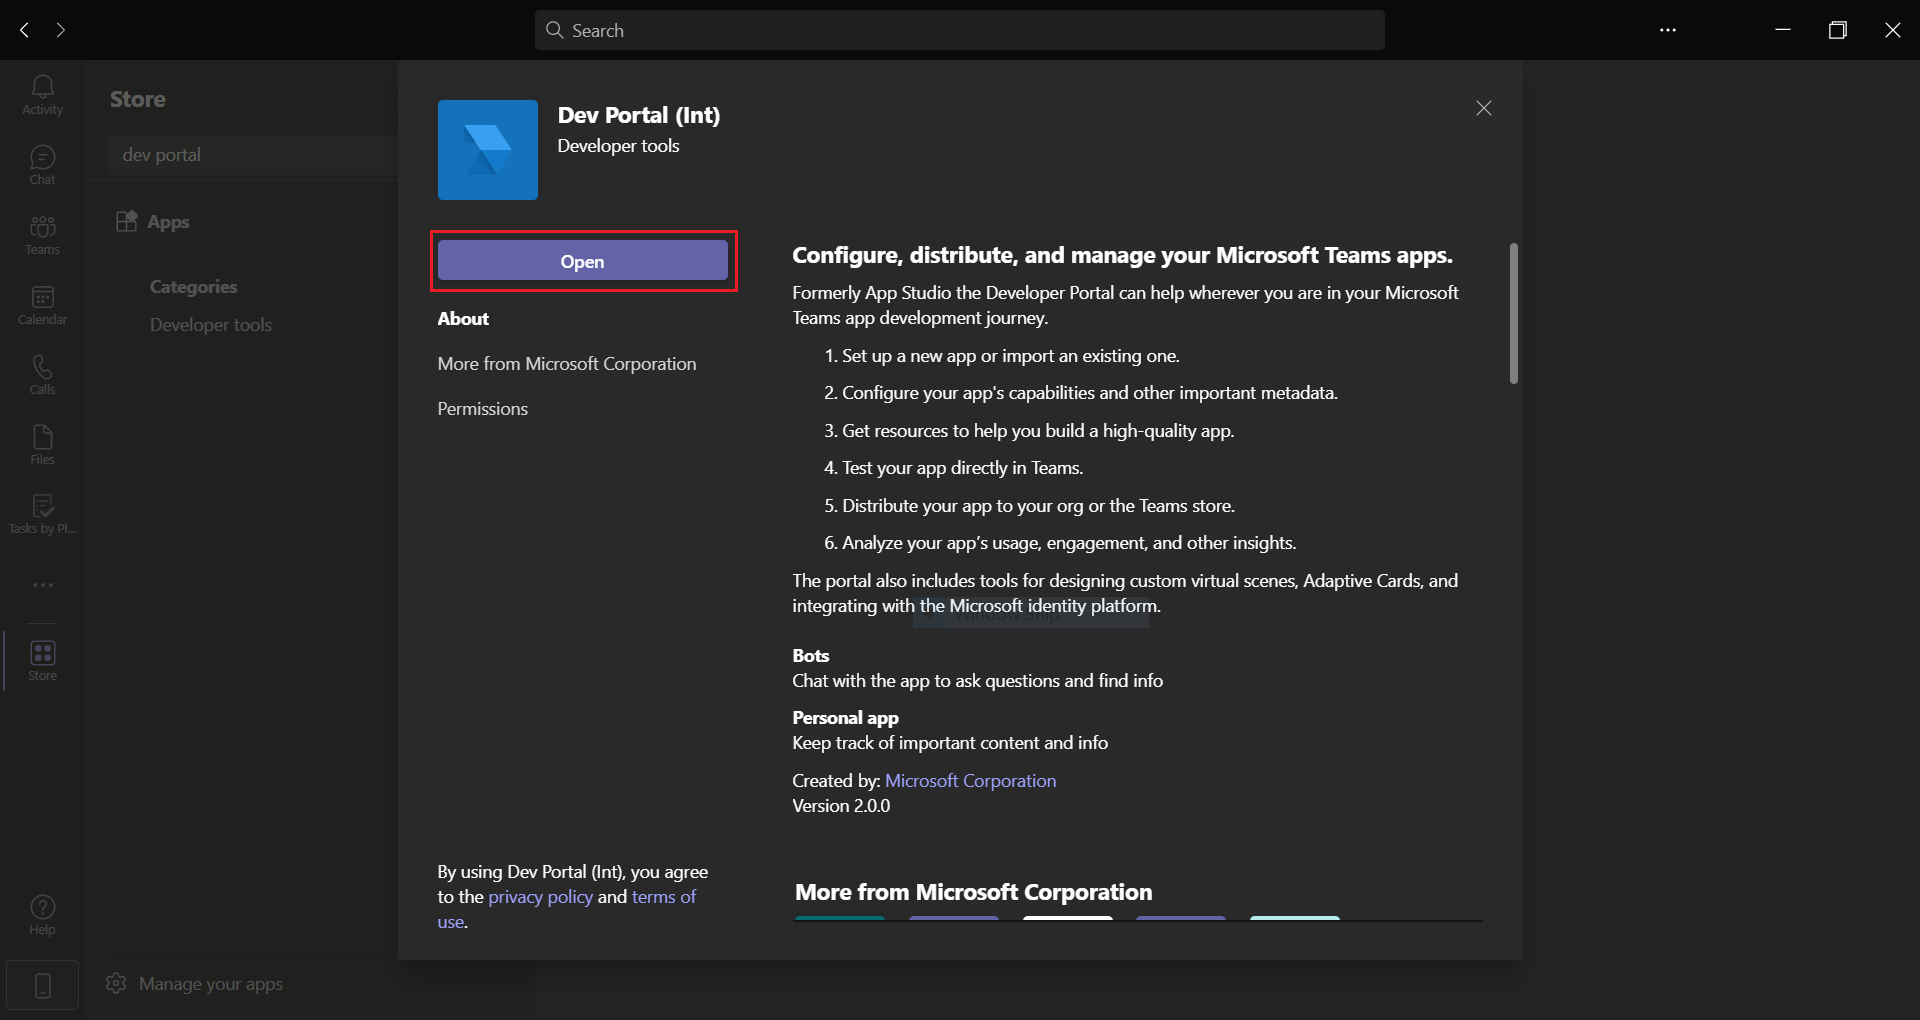 Search
Activity
Chat
Teams
Calendar
Calls
Files
Tasks by Pl...
Store
Help
Store
dev portal
Apps
Categories
Developer tools
Manage your apps
Dev Portal (Int)
Developer tools
Open
About
More from Microsoft Corporation
Permissions
By using Dev Portal (Int), you agree
to the privacy policy and terms of
use.
Configure, distribute, and manage your Microsoft Teams apps.
Formerly App Studio the Developer Portal can help wherever you are in your Microsoft
Teams app development journey.
1. Set up a new app or import an existing one.
2. Configure your app's capabilities and other important metadata.
3. Get resources to help you build a high-quality app.
4. Test your app directly in Teams.
5. Distribute your app to your org or the Teams store.
6. Analyze your app's usage, engagement, and other insights.
The portal also includes tools for designing custom virtual scenes, Adaptive Cards, and
integrating with the Microsoft identity platform.
Window Snip
Bots
Chat with the app to ask questions and find info
Personal app
Keep track of important content and info
Created by: Microsoft Corporation
Version 2.0.0
More from Microsoft Corporation